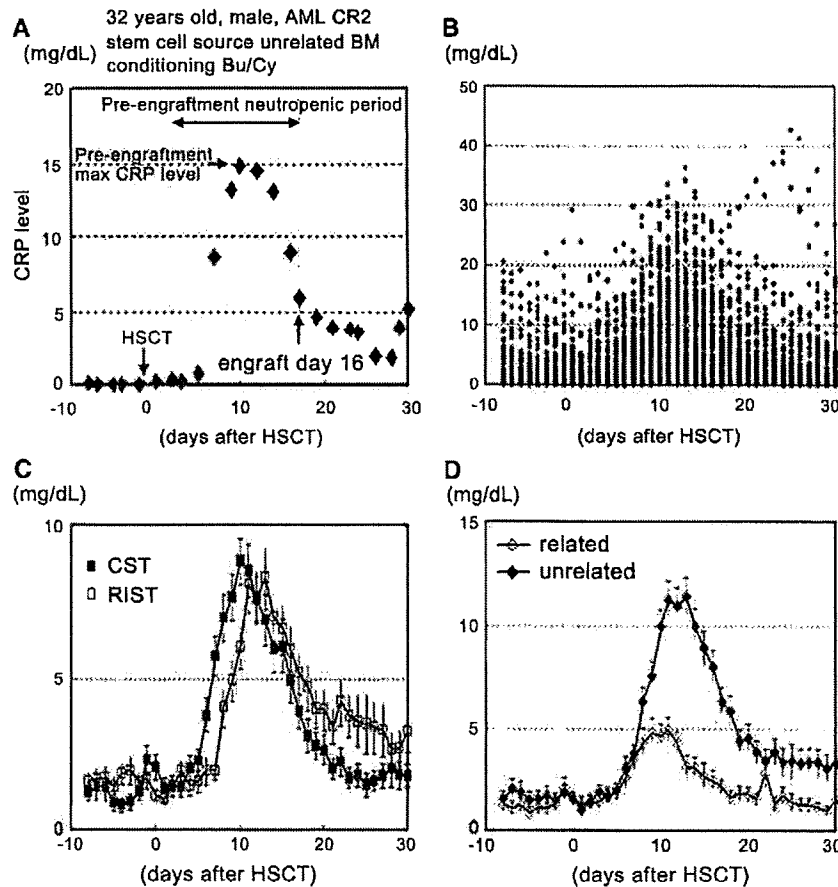 A
32 years old, male, AML CR2
stem cell source unrelated BM
conditioning Bu/Cy
(mg/dL)
20
15
10
5
0
CRP level
Pre-engraftment neutropenic period
Pre-engraftment
max CRP level
HSCT
engraft day 16
-10 0 10 20 30
(days after HSCT)
B
(mg/dL)
50
40
30
20
10
0
-10 0 10 20 30
(days after HSCT)
C
(mg/dL)
10
5
0
CST
RIST
-10 0 10 20 30
(days after HSCT)
D
(mg/dL)
15
10
5
0
related
unrelated
-10 0 10 20 30
(days after HSCT)